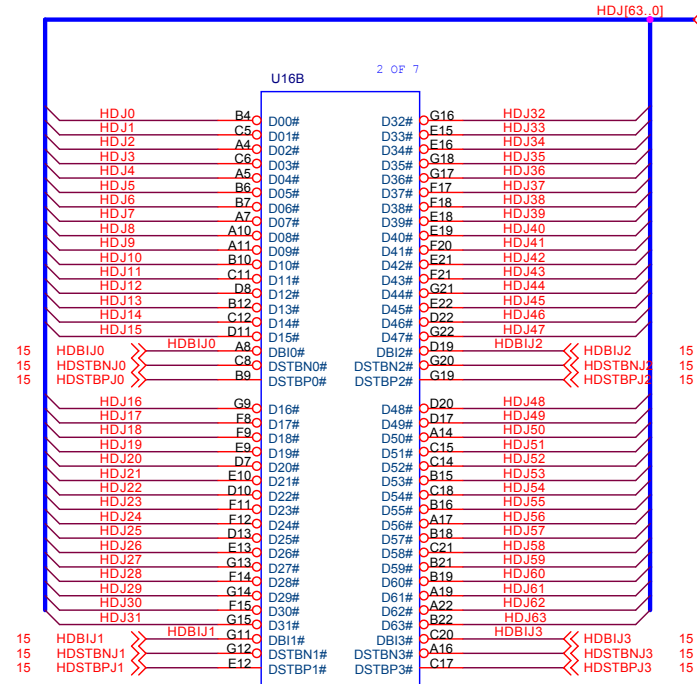 HDJ[63..0]
U16B 2 OF 7
HDJ0 B4 D00# D32# G16 HDJ32
HDJ1 C5 D01# D33# E15 HDJ33
HDJ2 A4 D02# D34# E16 HDJ34
HDJ3 C6 D03# D35# G18 HDJ35
HDJ4 A5 D04# D36# G17 HDJ36
HDJ5 B6 D05# D37# F17 HDJ37
HDJ6 B7 D06# D38# F18 HDJ38
HDJ7 A7 D07# D39# E18 HDJ39
HDJ8 A10 D08# D40# E19 HDJ40
HDJ9 A11 D09# D41# F20 HDJ41
HDJ10 B10 D10# D42# E21 HDJ42
HDJ11 C11 D11# D43# F21 HDJ43
HDJ12 D8 D12# D44# G21 HDJ44
HDJ13 B12 D13# D45# E22 HDJ45
HDJ14 C12 D14# D46# D22 HDJ46
HDJ15 D11 D15# D47# G22 HDJ47
15 HDBIJ0 HDBIJ0 A8 DBI0# DBI2# D19 HDBIJ2 HDBIJ2 15
15 HDSTBNJ0 C8 DSTBN0# DSTBN2# G20 HDSTBNJ2 15
15 HDSTBPJ0 B9 DSTBP0# DSTBP2# G19 HDSTBPJ2 15
HDJ16 G9 D16# D48# D20 HDJ48
HDJ17 F8 D17# D49# D17 HDJ49
HDJ18 F9 D18# D50# A14 HDJ50
HDJ19 E9 D19# D51# C15 HDJ51
HDJ20 D7 D20# D52# C14 HDJ52
HDJ21 E10 D21# D53# B15 HDJ53
HDJ22 D10 D22# D54# C18 HDJ54
HDJ23 F11 D23# D55# B16 HDJ55
HDJ24 F12 D24# D56# A17 HDJ56
HDJ25 D13 D25# D57# B18 HDJ57
HDJ26 E13 D26# D58# C21 HDJ58
HDJ27 G13 D27# D59# B21 HDJ59
HDJ28 F14 D28# D60# B19 HDJ60
HDJ29 G14 D29# D61# A19 HDJ61
HDJ30 F15 D30# D62# A22 HDJ62
HDJ31 G15 D31# D63# B22 HDJ63
15 HDBIJ1 HDBIJ1 G11 DBI1# DBI3# C20 HDBIJ3 HDBIJ3 15
15 HDSTBNJ1 G12 DSTBN1# DSTBN3# A16 HDSTBNJ3 15
15 HDSTBPJ1 E12 DSTBP1# DSTBP3# C17 HDSTBPJ3 15